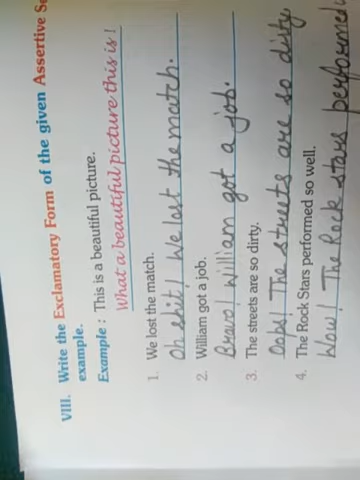 VIII. Write the Exclamatory Form of the given Assertive Se
example.
Example : This is a beautiful picture.
What a beautiful picture this is !
1. We lost the match.
Oh shit! We lost the match.
2. William got a job.
Bravo! William got a job.
3. The streets are so dirty.
Oops! The streets are so dirty
4. The Rock Stars performed so well.
Wow! The Rock stars performed